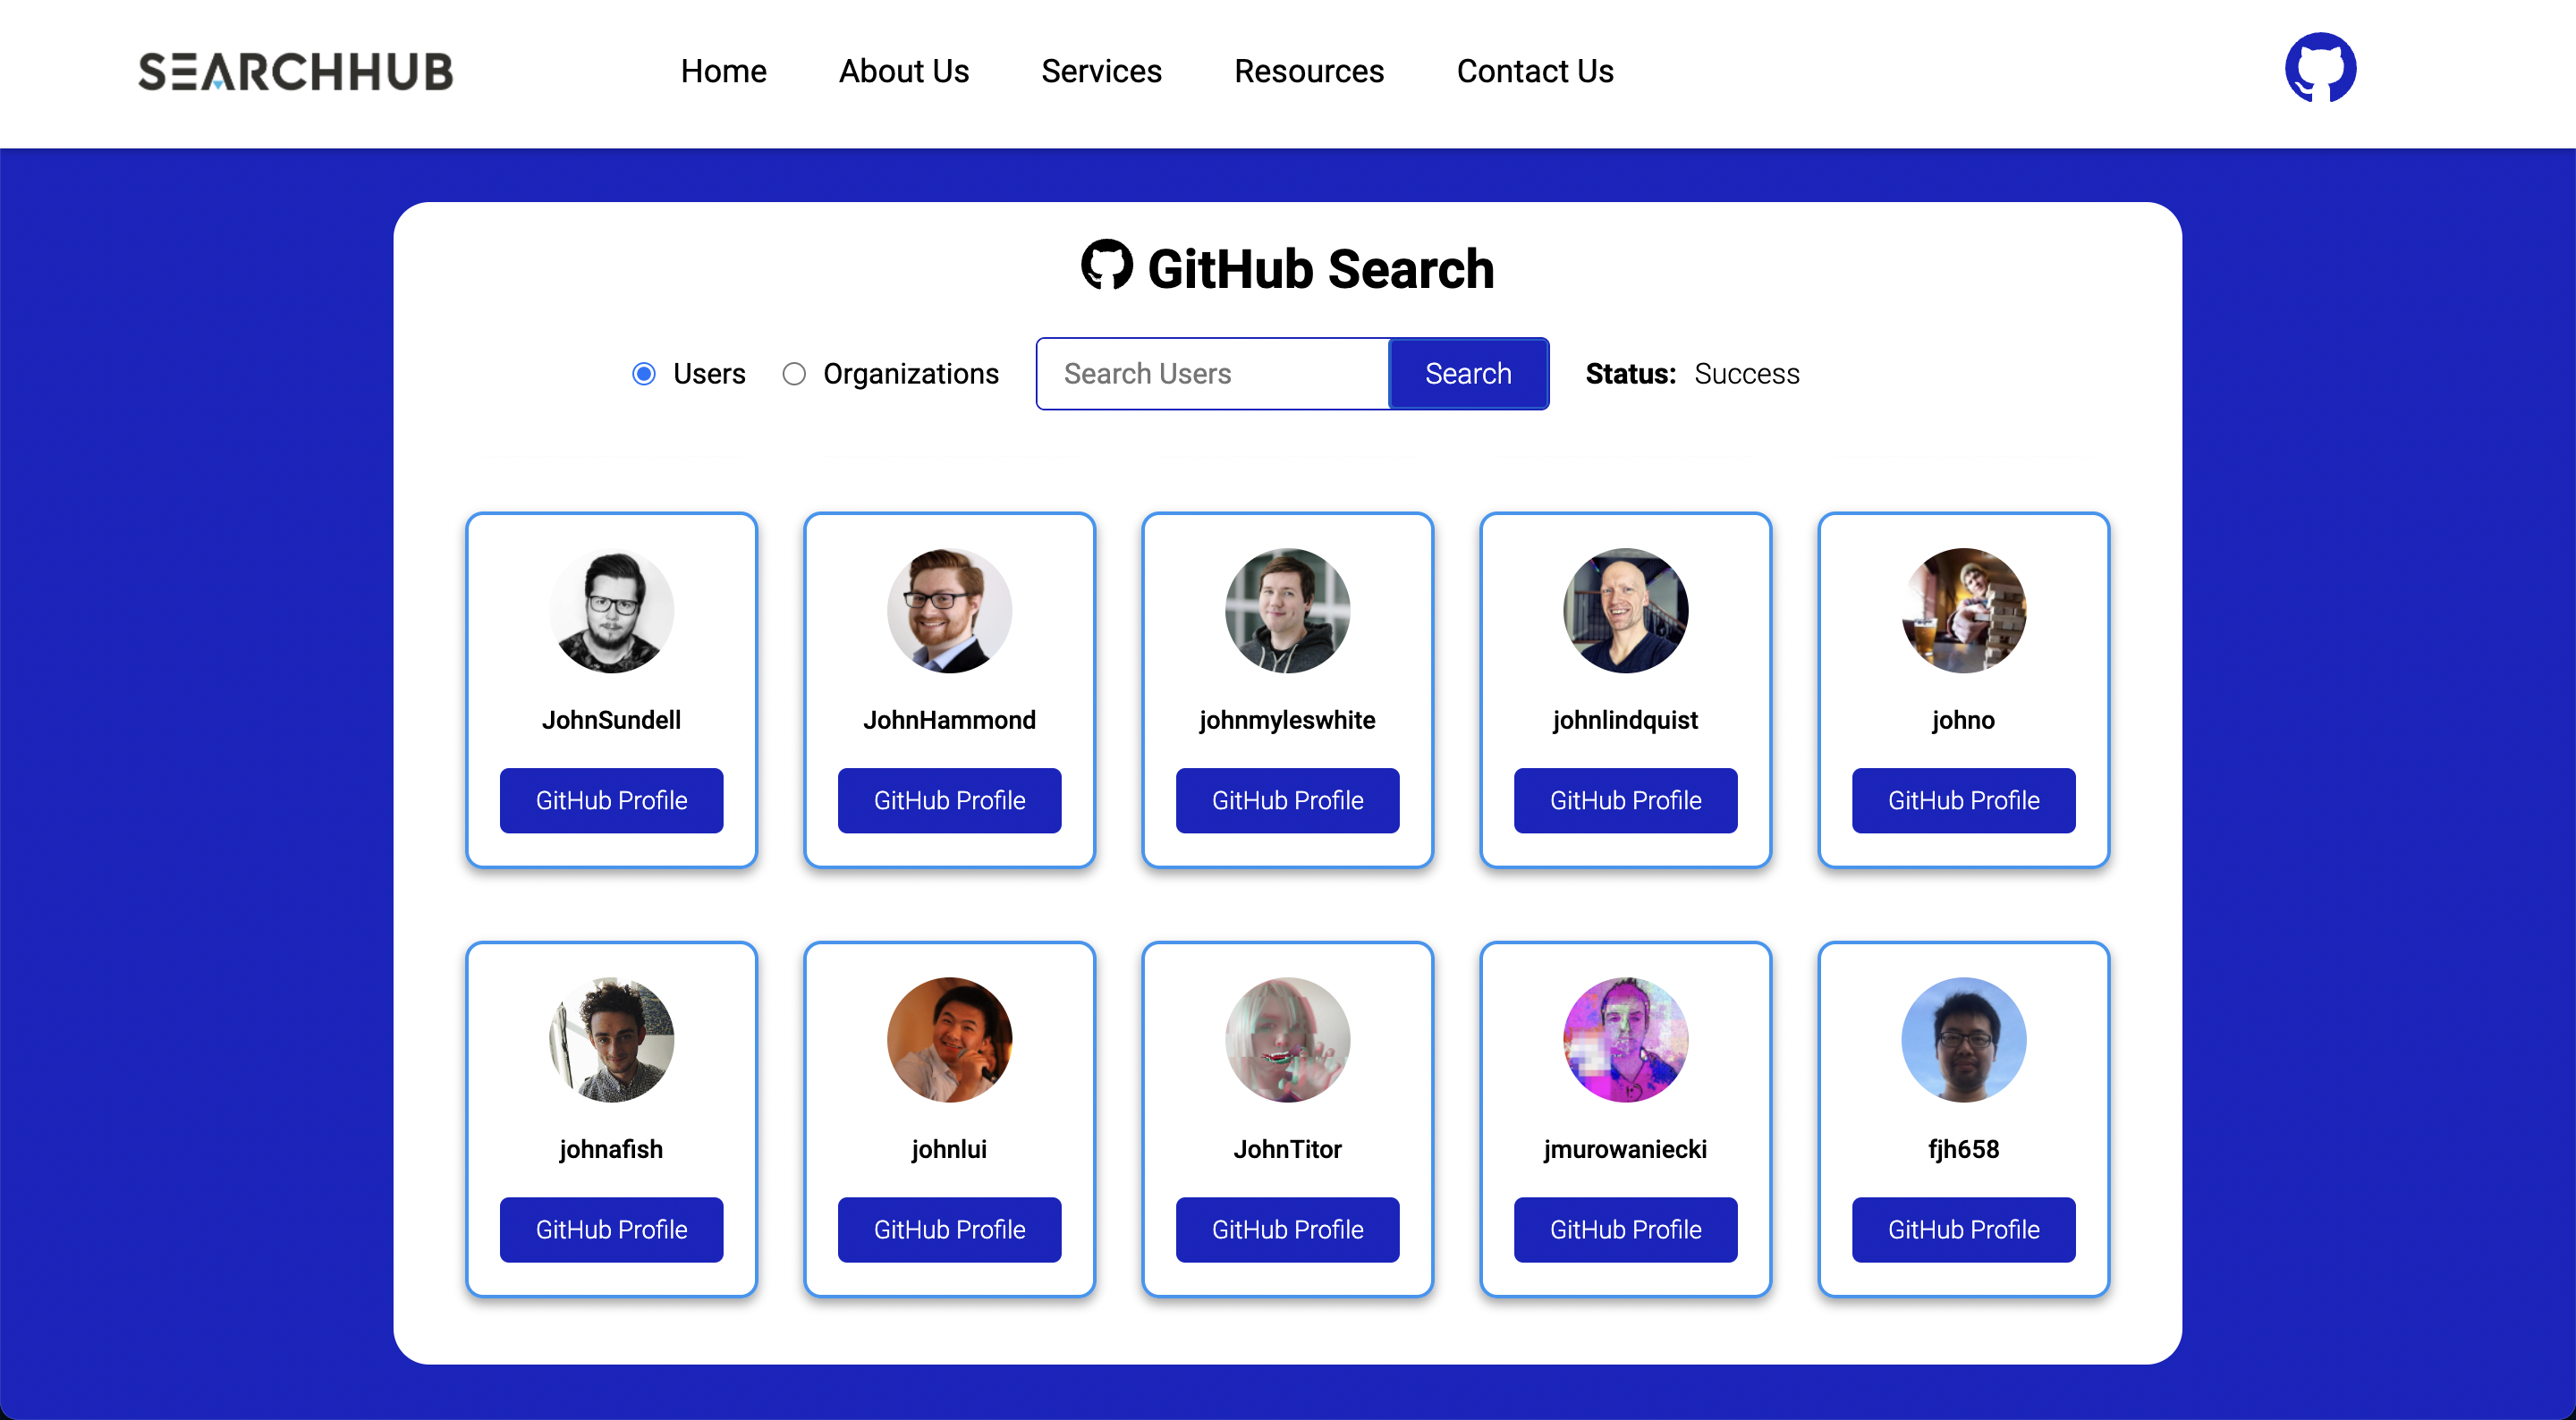 SEARCHHUB
Home About Us Services Resources Contact Us
GitHub Search
Users Organizations Search Users Search Status: Success
JohnSundell JohnHammond johnmyleswhite johnlindquist johno
GitHub Profile GitHub Profile GitHub Profile GitHub Profile GitHub Profile
johnafish johnlui JohnTitor jmurowaniecki fjh658
GitHub Profile GitHub Profile GitHub Profile GitHub Profile GitHub Profile